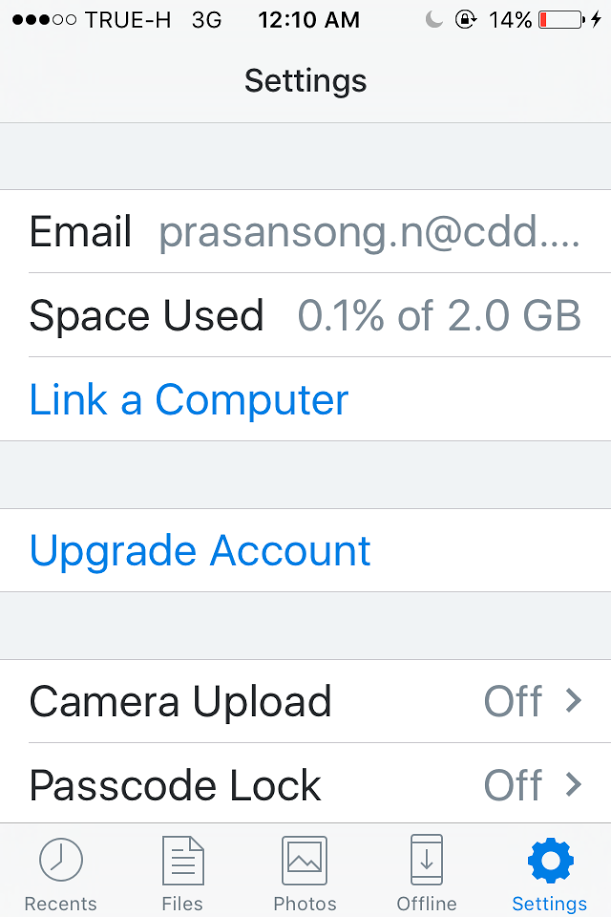 TRUE-H 3G 12:10 AM 14%
Settings
Email prasansong.n@cdd....
Space Used 0.1% of 2.0 GB
Link a Computer
Upgrade Account
Camera Upload Off
Passcode Lock Off
Recents Files Photos Offline Settings